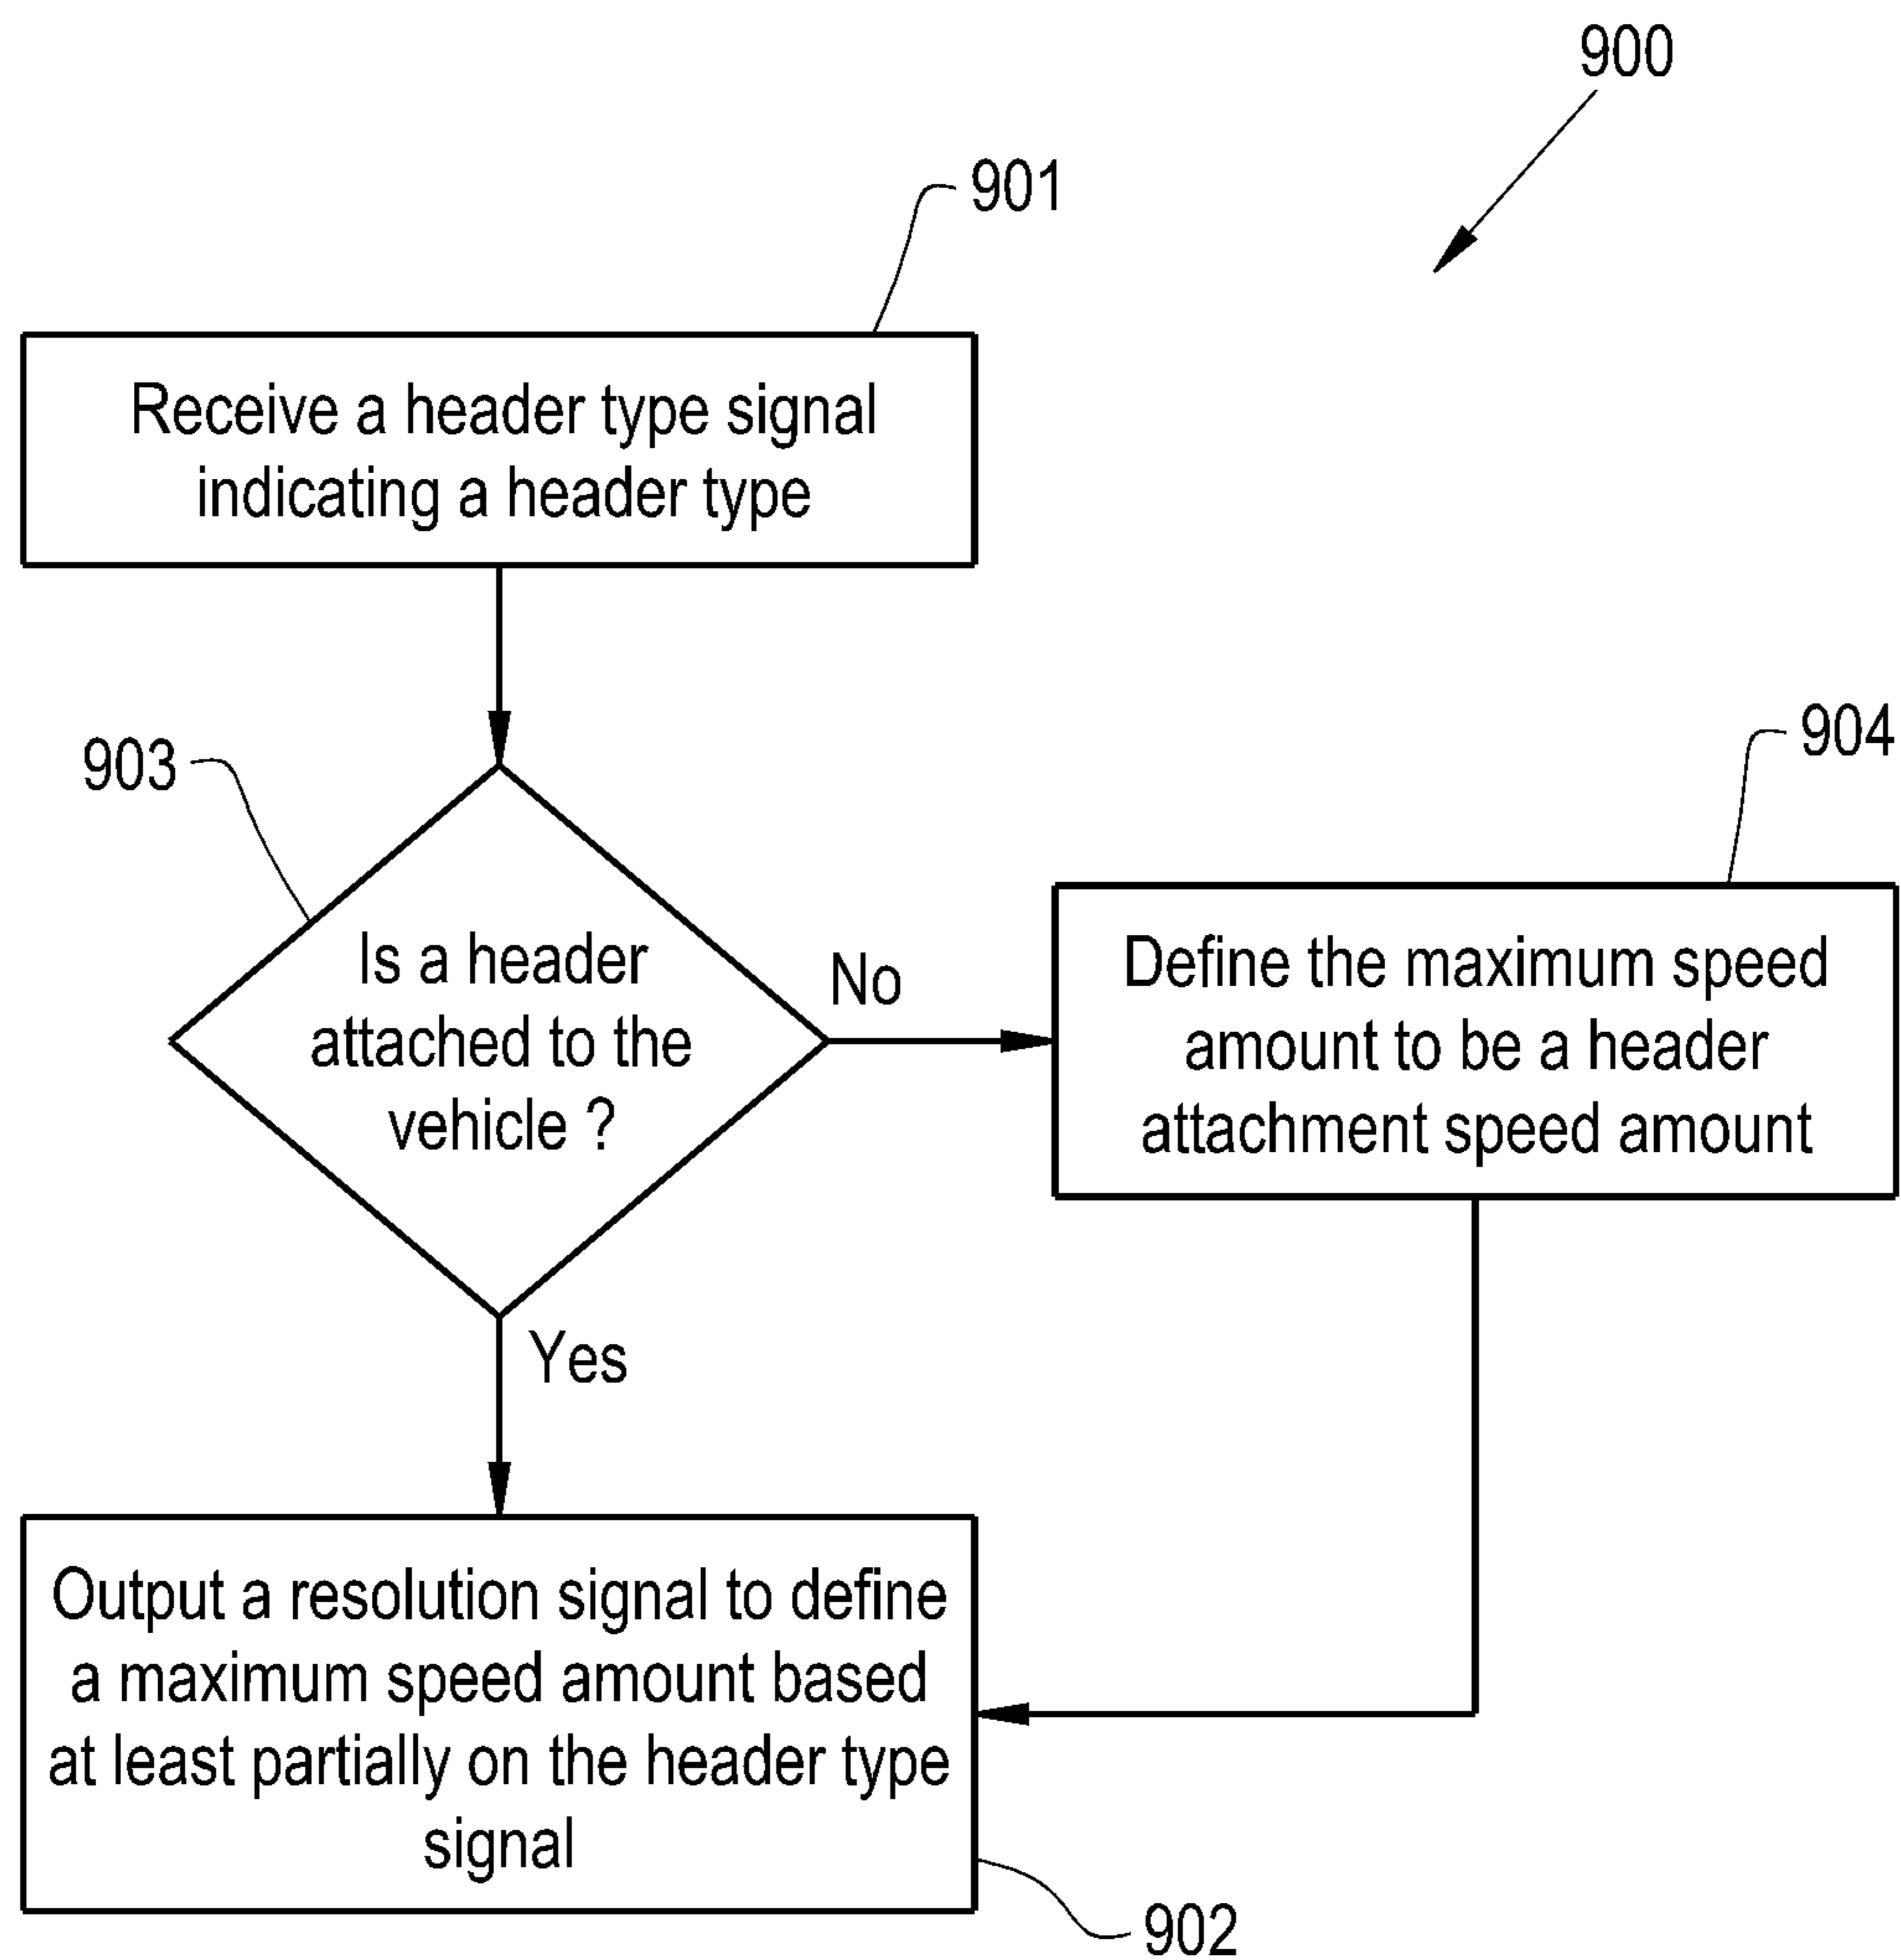 900
901
Receive a header type signal
indicating a header type
903
Is a header
attached to the
vehicle ?
No
904
Define the maximum speed
amount to be a header
attachment speed amount
Yes
Output a resolution signal to define
a maximum speed amount based
at least partially on the header type
signal
902